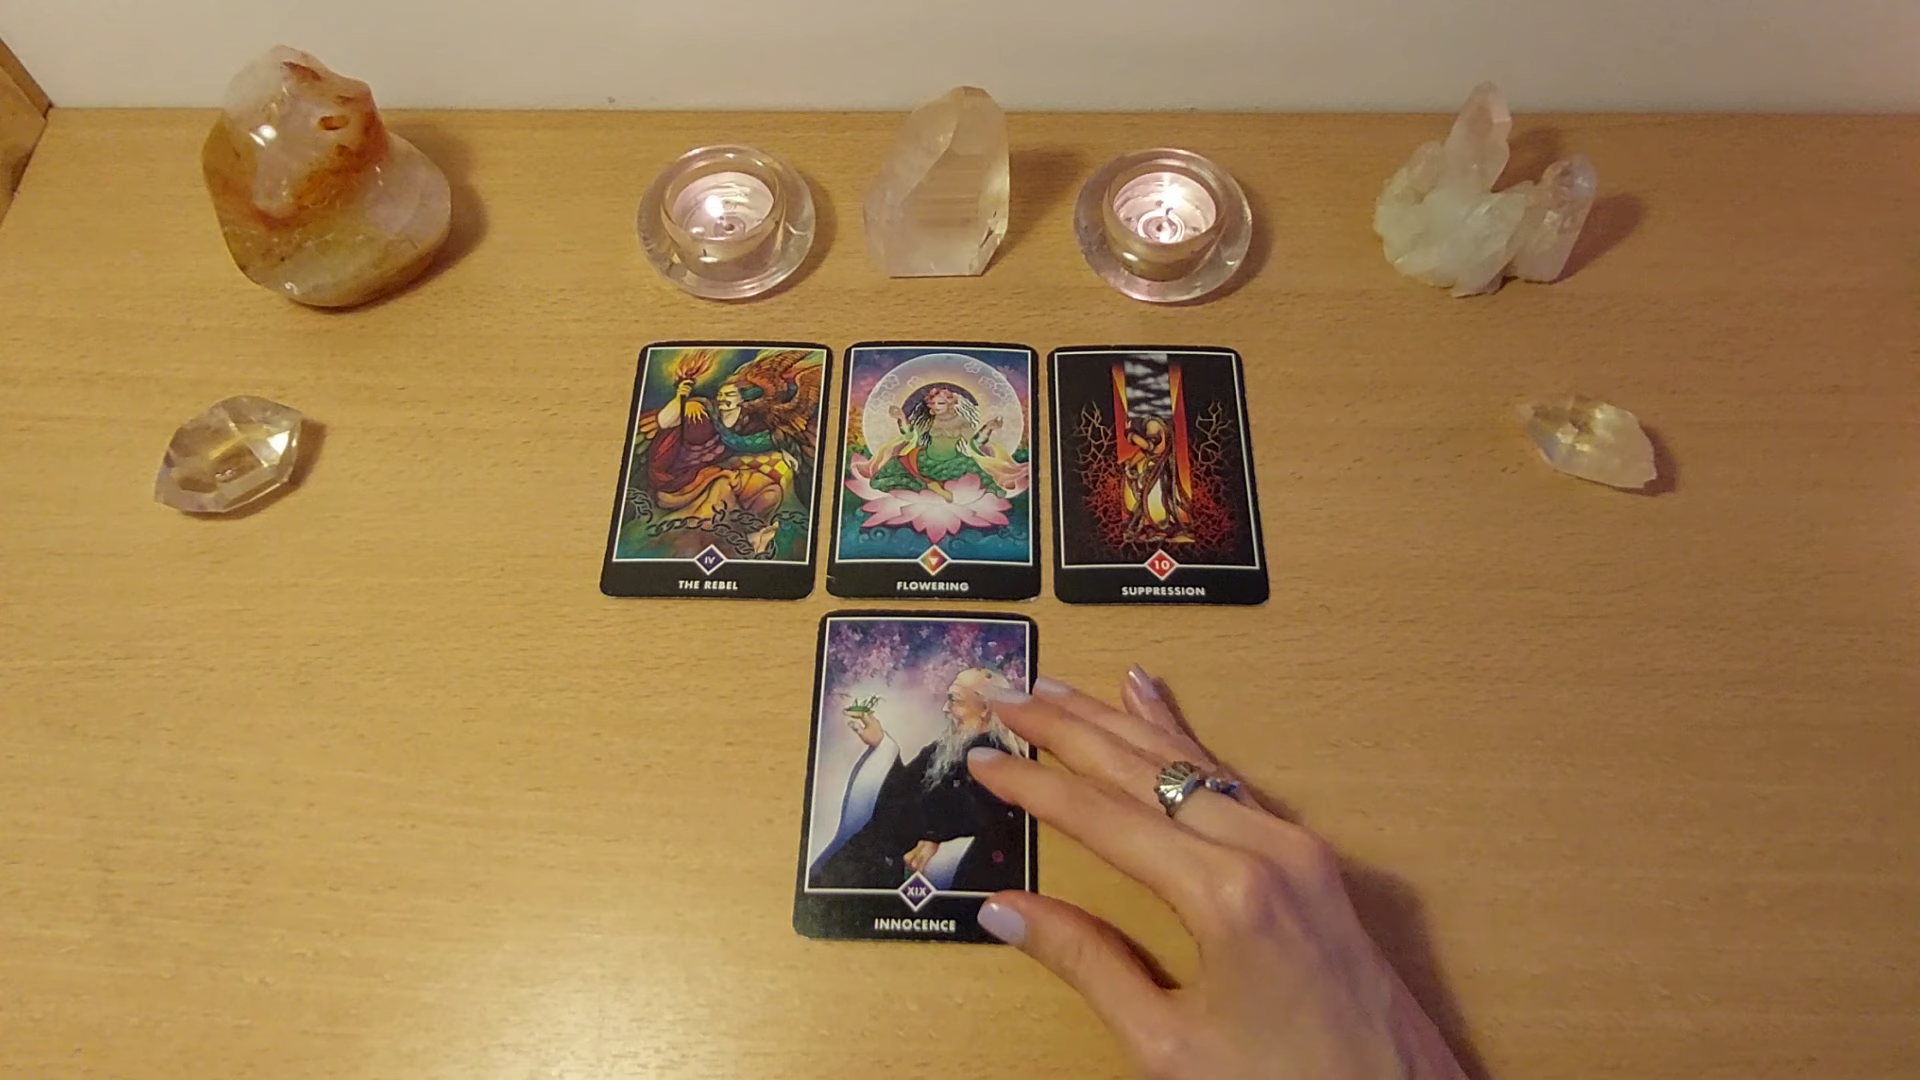 IV
THE REBEL
FLOWERING
10
SUPPRESSION
XIX
INNOCENCE